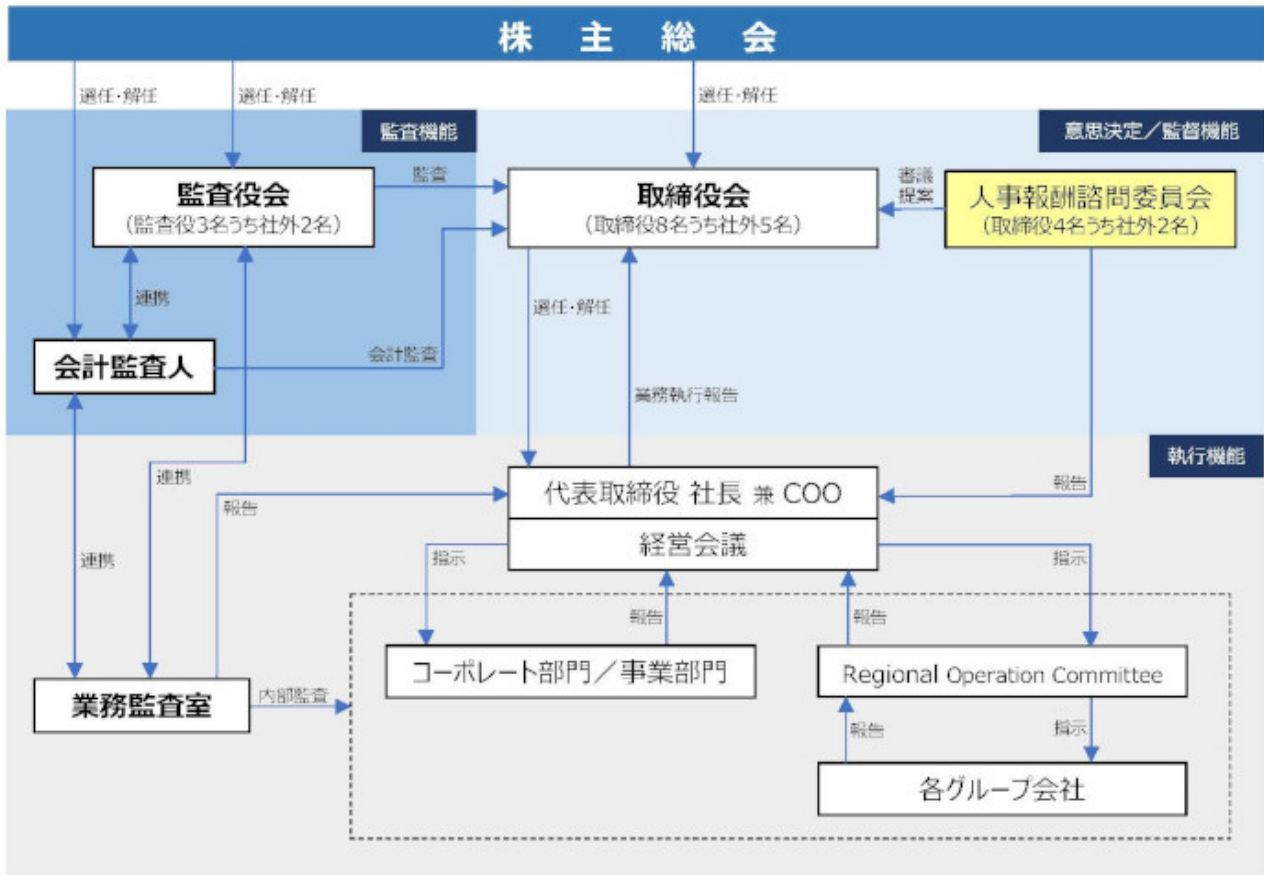 株主総会
選任・解任
選任・解任
選任・解任
監査機能
意思決定／監督機能
監査役会
（監査役3名うち社外2名）
監査
取締役会
（取締役8名うち社外5名）
審議
提案
人事報酬諮問委員会
（取締役4名うち社外2名）
連携
選任・解任
会計監査人
会計監査
業務執行報告
執行機能
連携
報告
代表取締役 社長 兼 COO
報告
経営会議
連携
指示
指示
報告
報告
コーポレート部門／事業部門
Regional Operation Committee
業務監査室
内部監査
報告
指示
各グループ会社